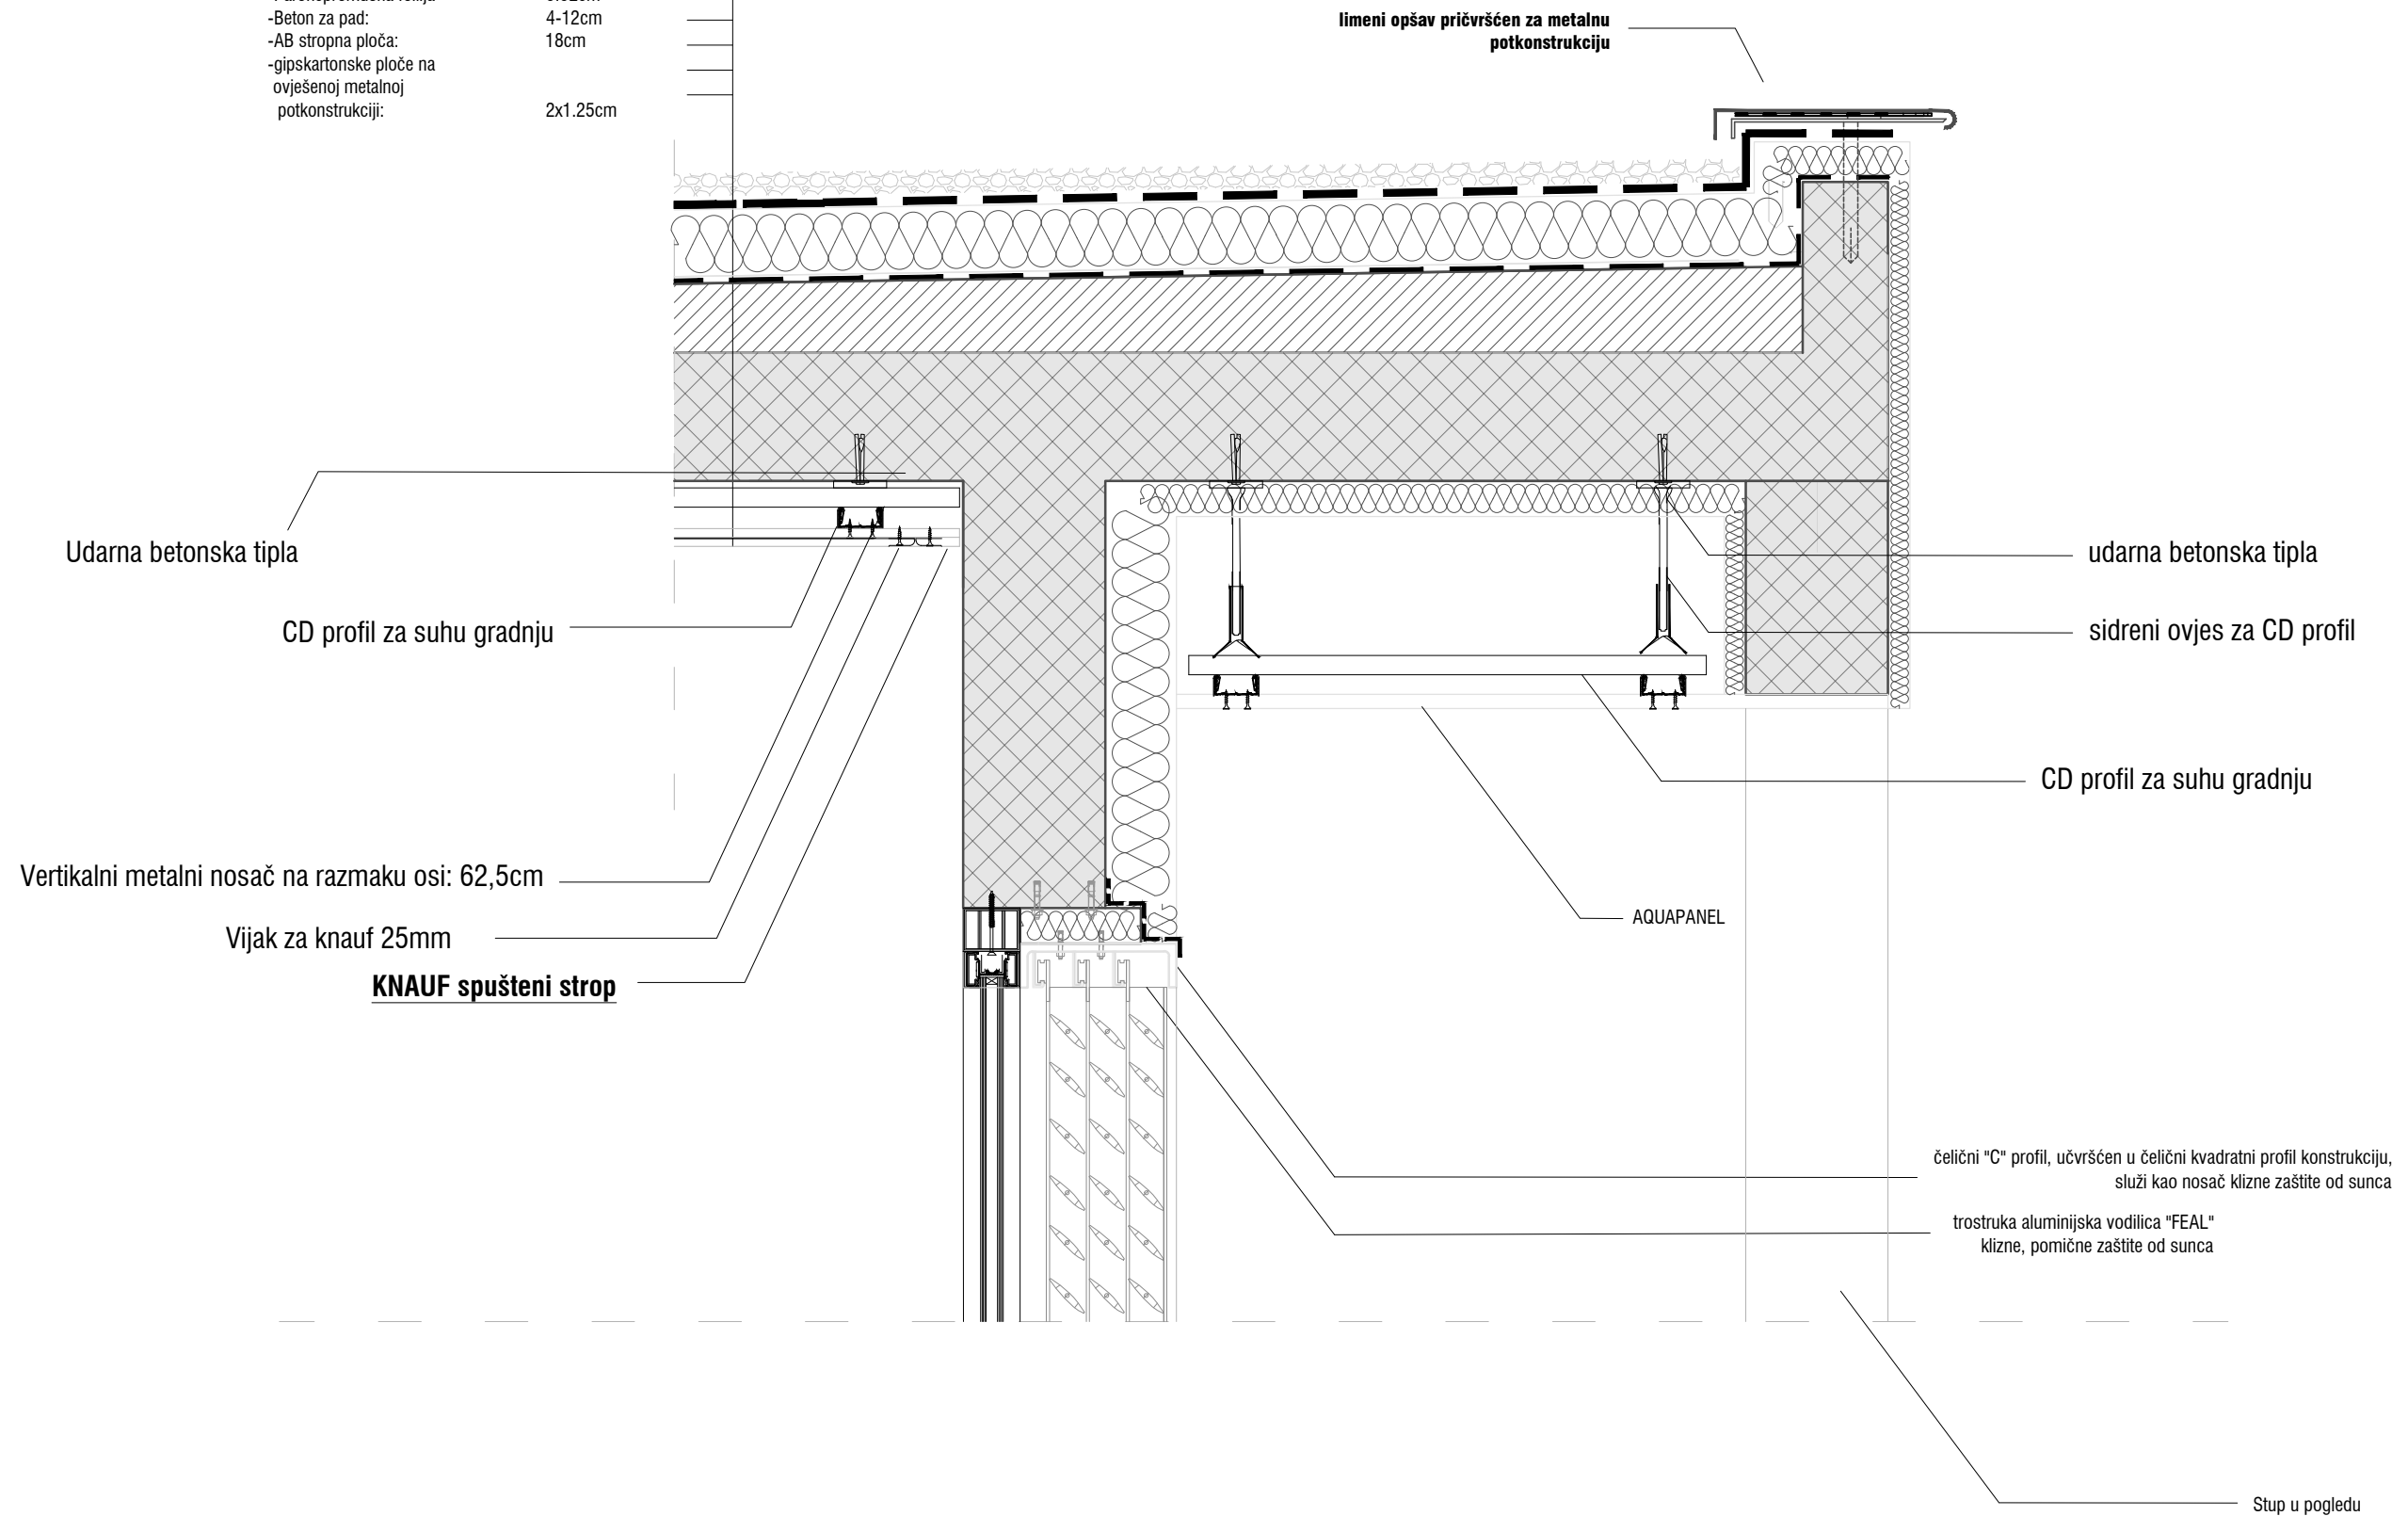 -Beton za pad: 4-12cm
-AB stropna ploča: 18cm
-gipskartonske ploče na
ovješenoj metalnoj
potkonstrukciji: 2x1.25cm
limeni opšav pričvršćen za metalnu
potkonstrukciju
Udarna betonska tipla
CD profil za suhu gradnju
Vertikalni metalni nosač na razmaku osi: 62,5cm
Vijak za knauf 25mm
KNAUF spušteni strop
udarna betonska tipla
sidreni ovjes za CD profil
CD profil za suhu gradnju
AQUAPANEL
čelični "C" profil, učvršćen u čelični kvadratni profil konstrukciju,
služi kao nosač klizne zaštite od sunca
trostruka aluminijska vodilica "FEAL"
klizne, pomične zaštite od sunca
Stup u pogledu